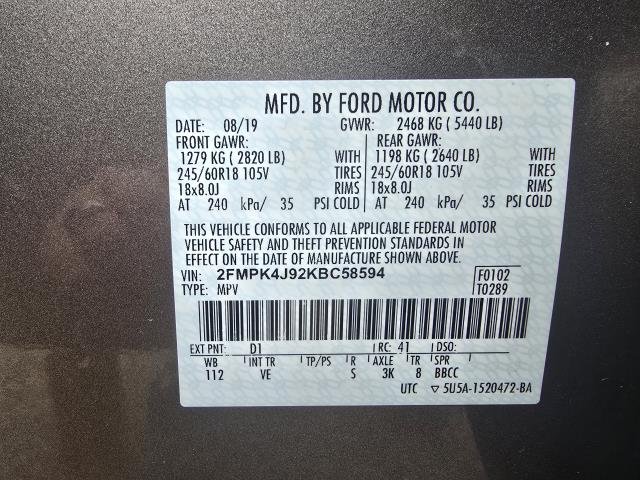 MFD. BY FORD MOTOR CO.
DATE: 08/19 GVWR: 2468 KG ( 5440 LB)
FRONT GAWR: REAR GAWR:
1279 KG ( 2820 LB) WITH 1198 KG ( 2640 LB) WITH
245/60R18 105V TIRES 245/60R18 105V TIRES
18x8.0J RIMS 18x8.0J RIMS
AT 240 kPa/ 35 PSI COLD AT 240 kPa/ 35 PSI COLD
THIS VEHICLE CONFORMS TO ALL APPLICABLE FEDERAL MOTOR
VEHICLE SAFETY AND THEFT PREVENTION STANDARDS IN
EFFECT ON THE DATE OF MANUFACTURE SHOWN ABOVE.
VIN: 2FMPK4J92KBC58594 F0102
TYPE: MPV T0289
EXT PNT: D1 RC: 41 DSO:
WB INT TR TP/PS R AXLE TR SPR
112 VE S 3K 8 BBCC
UTC ▽ 5U5A-1520472-BA